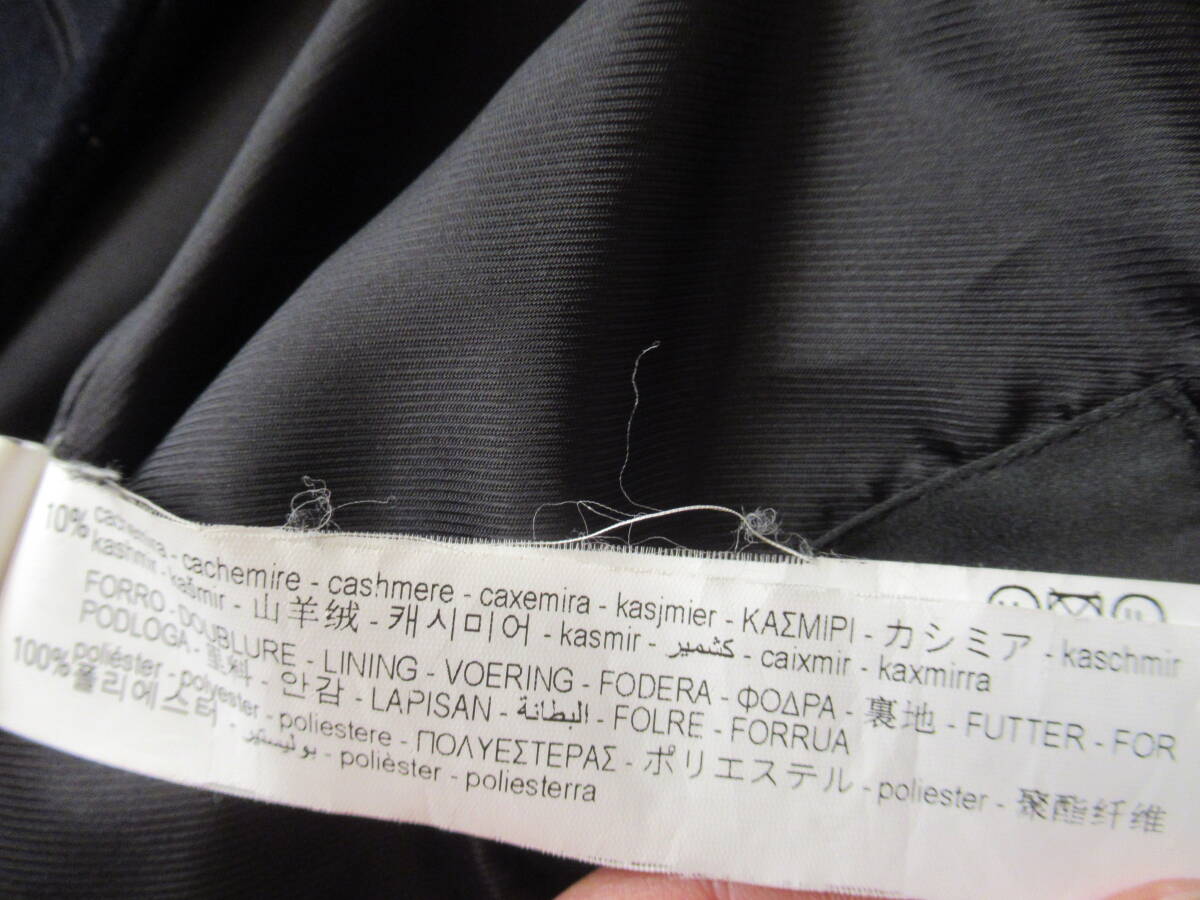 10% cachemira - cachemire - cashmere - caxemira - kasjmier - ΚΑΣΜΙΡΙ - カシミア - kaschmir
kashmir - kašmir - 山羊绒 - 캐시미어 - kasmir - كشمير - caixmir - kaxmirra
FORRO - DOUBLURE - LINING - VOERING - FODERA - ΦΟΔΡΑ - 裏地 - FUTTER - FOR
PODLOGA - 里料 - 안감 - LAPISAN - البطانة - FOLRE - FORRUA
100% poliéster - polyester - poliestere - ΠΟΛΥΕΣΤΕΡΑΣ - ポリエステル - poliester - 聚酯纤维
폴리에스터 - بوليستير - polièster - poliesterra